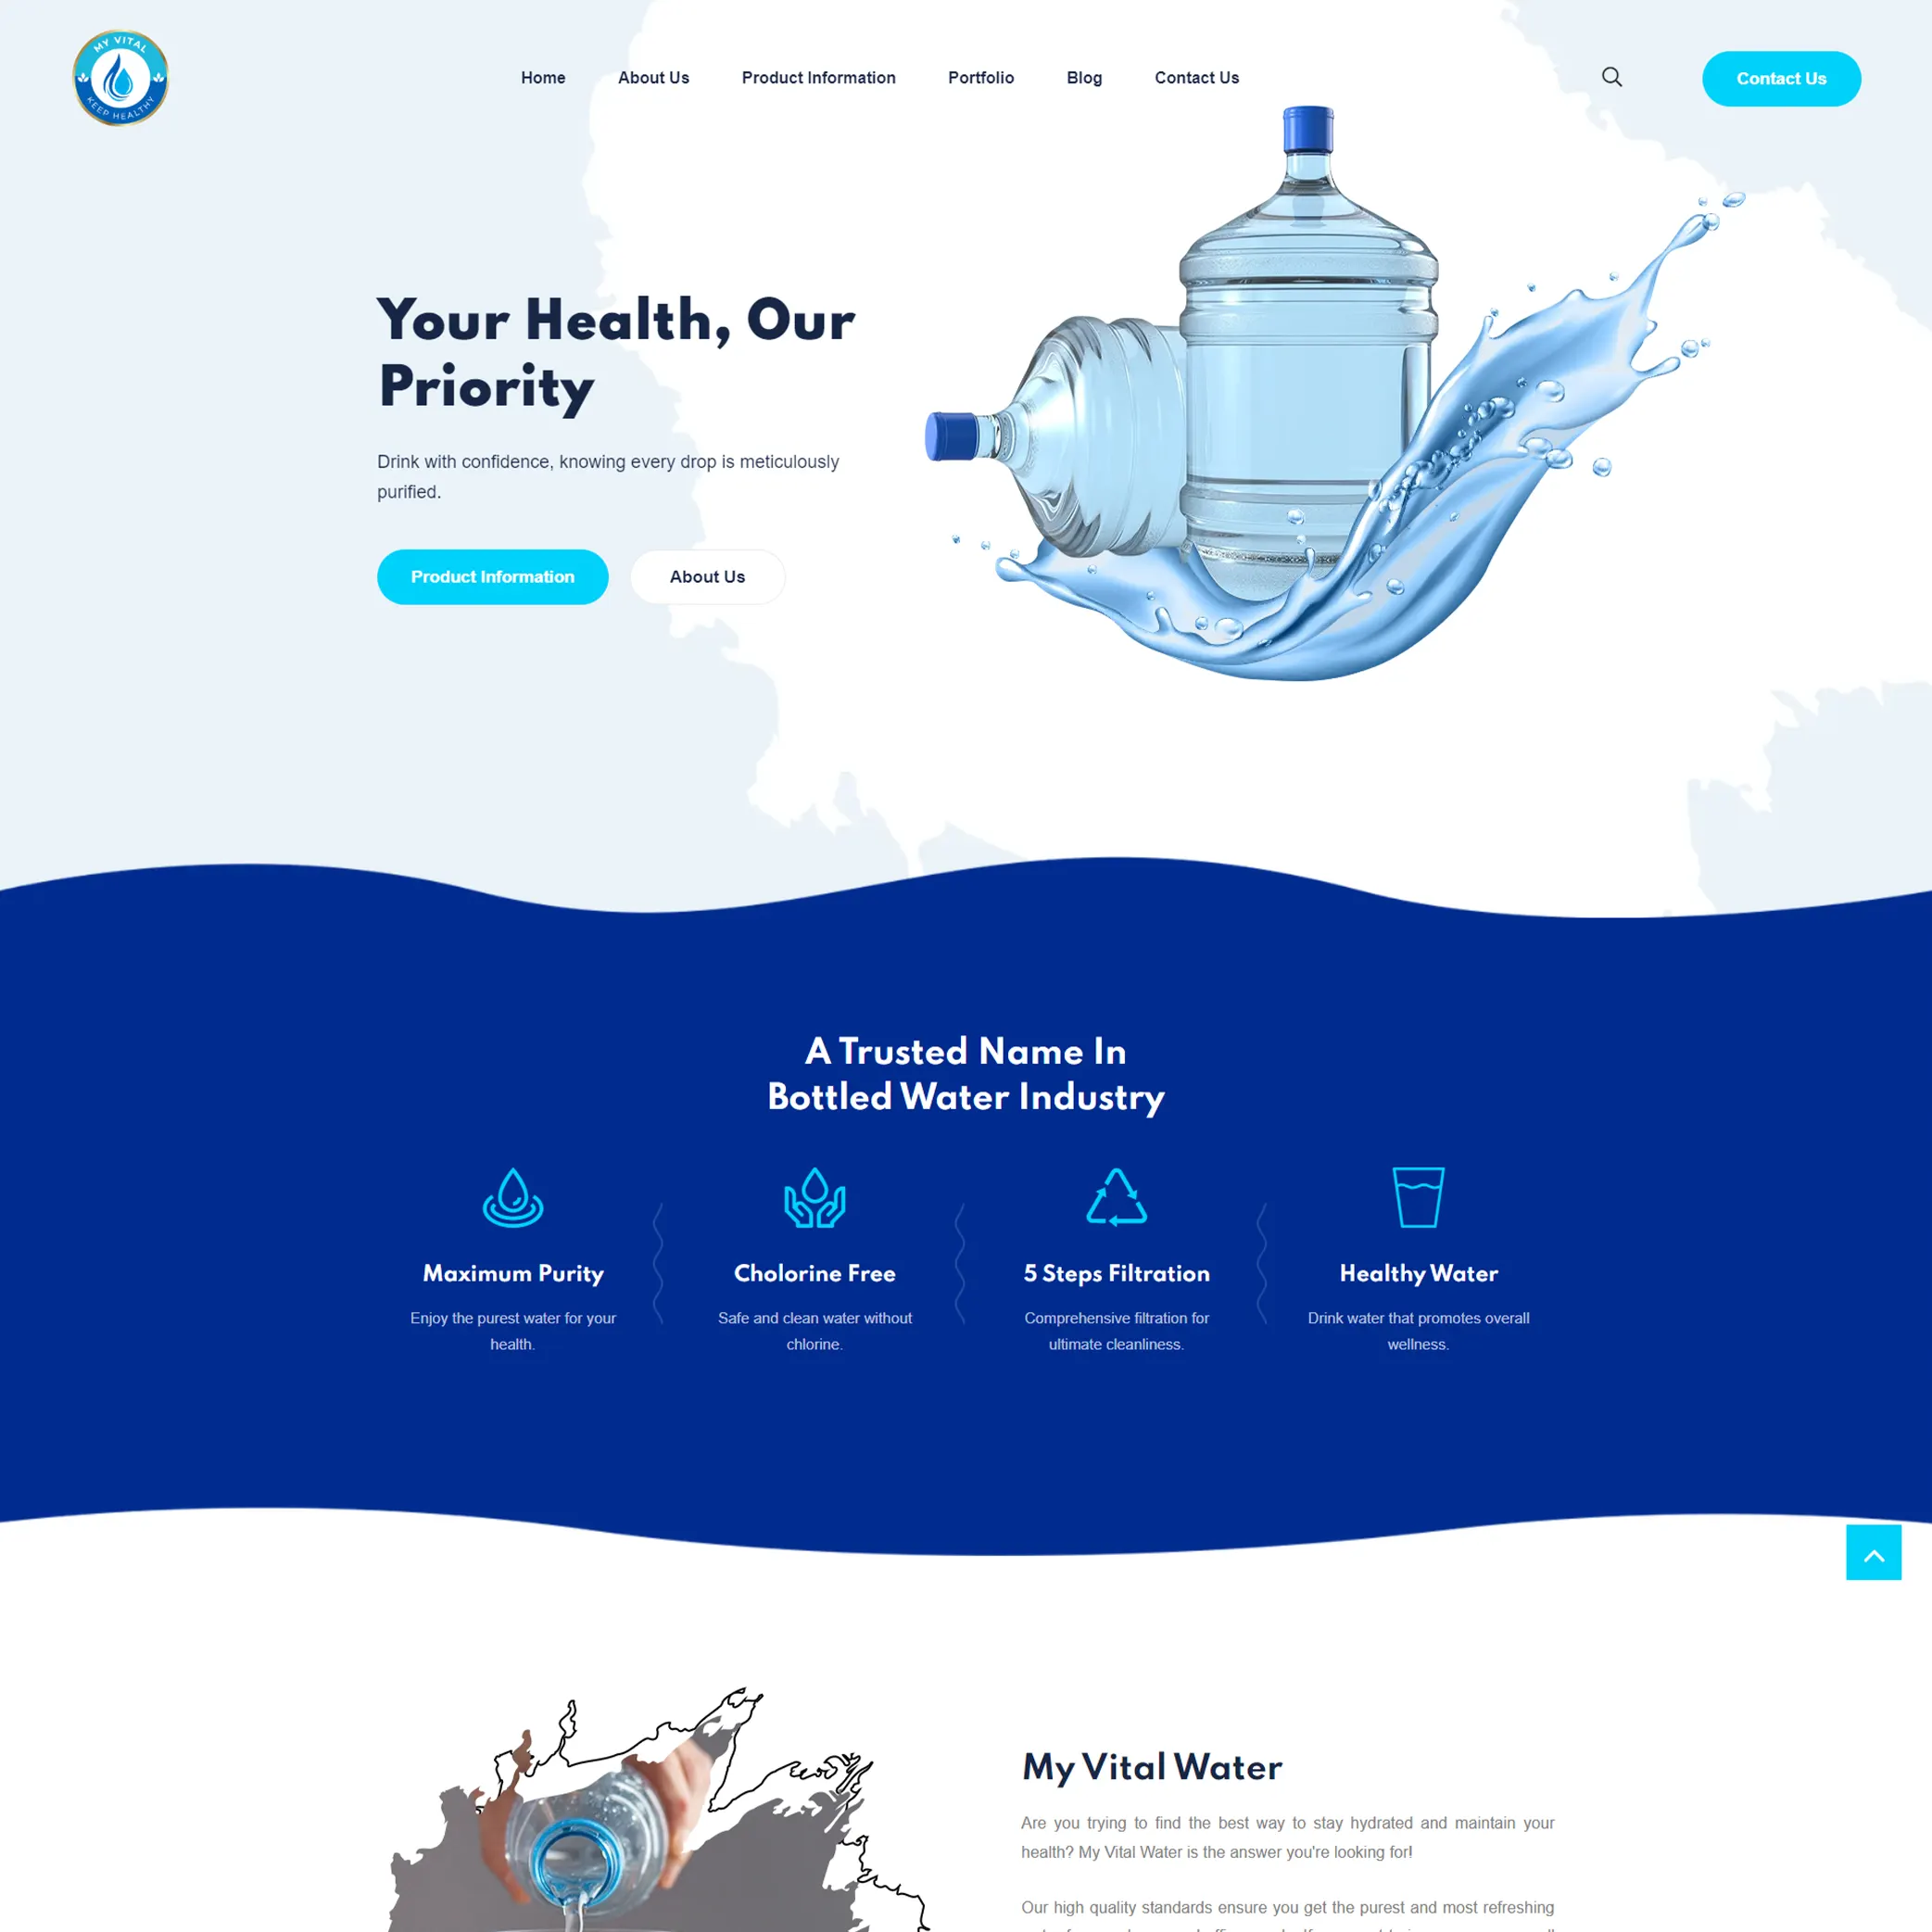 MY VITAL
KEEP HEALTHY
Home
About Us
Product Information
Portfolio
Blog
Contact Us
Contact Us
Your Health, Our
Priority
Drink with confidence, knowing every drop is meticulously
purified.
Product Information
About Us
A Trusted Name In
Bottled Water Industry
Maximum Purity
Enjoy the purest water for your
health.
Cholorine Free
Safe and clean water without
chlorine.
5 Steps Filtration
Comprehensive filtration for
ultimate cleanliness.
Healthy Water
Drink water that promotes overall
wellness.
My Vital Water
Are you trying to find the best way to stay hydrated and maintain your
health? My Vital Water is the answer you're looking for!
Our high quality standards ensure you get the purest and most refreshing